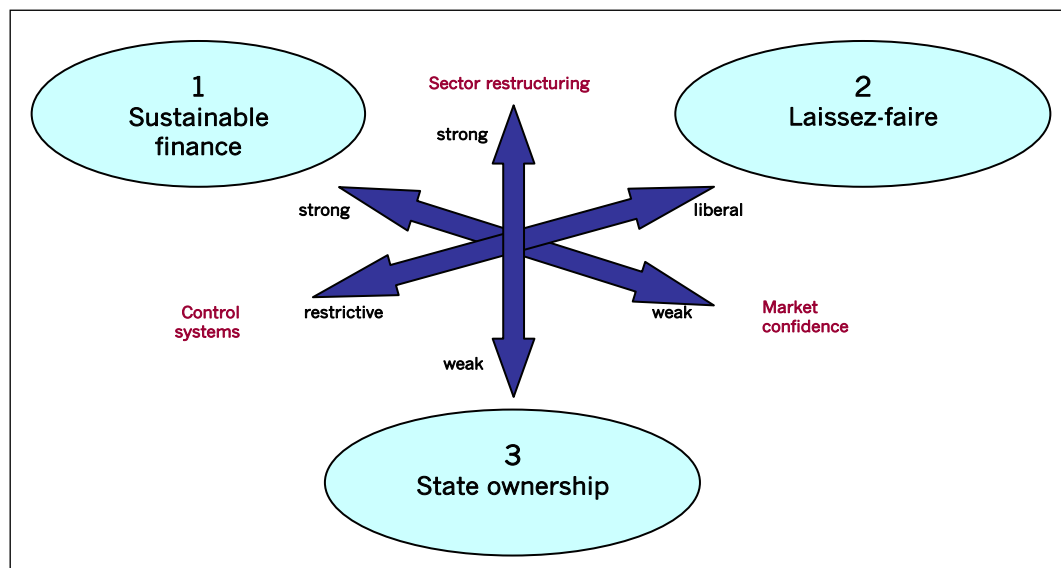 1
Sustainable
finance
Sector restructuring
2
Laissez-faire
strong
strong
liberal
Control
systems
restrictive
weak
Market
confidence
weak
3
State ownership